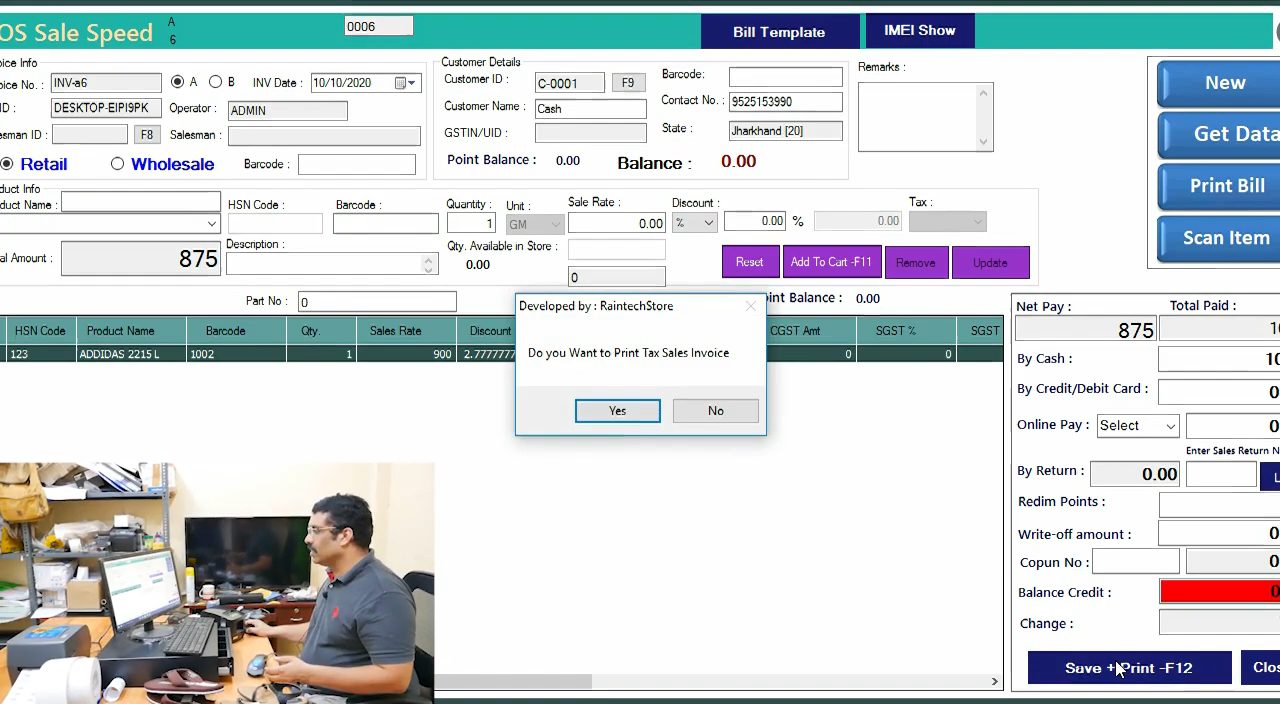 OS Sale Speed
A
6
0006
Bill Template
IMEI Show
oice Info
oice No. :
INV-a6
A
B
INV Date :
10/10/2020
ID :
DESKTOP-EIPI9PK
Operator :
ADMIN
esman ID :
F8
Salesman :
Retail
Wholesale
Barcode :
Customer Details
Customer ID :
C-0001
F9
Barcode:
Customer Name :
Cash
Contact No. :
9525153990
GSTIN/UID :
State :
Jharkhand [20]
Point Balance :
0.00
Balance :
0.00
Remarks :
New
Get Data
Print Bill
Scan Item
duct Info
duct Name :
HSN Code :
Barcode:
Quantity :
1
Unit :
GM
Sale Rate :
0.00
Discount :
%
0.00
%
0.00
Tax :
al Amount :
875
Description :
Qty. Available in Store :
0.00
0
Reset
Add To Cart -F11
Remove
Update
Part No :
0
int Balance :
0.00
HSN Code
Product Name
Barcode
Qty.
Sales Rate
Discount
CGST Amt
SGST %
SGST
123
ADDIDAS 2215 L
1002
1
900
2.7777777
0
0
Developed by : RaintechStore
Do you Want to Print Tax Sales Invoice
Yes
No
Net Pay :
Total Paid :
875
10
By Cash :
10
By Credit/Debit Card :
0
Online Pay :
Select
0
Enter Sales Return N
By Return :
0.00
Redim Points :
Write-off amount :
0
Copun No :
0
Balance Credit :
0
Change :
Save + Print -F12
Clo